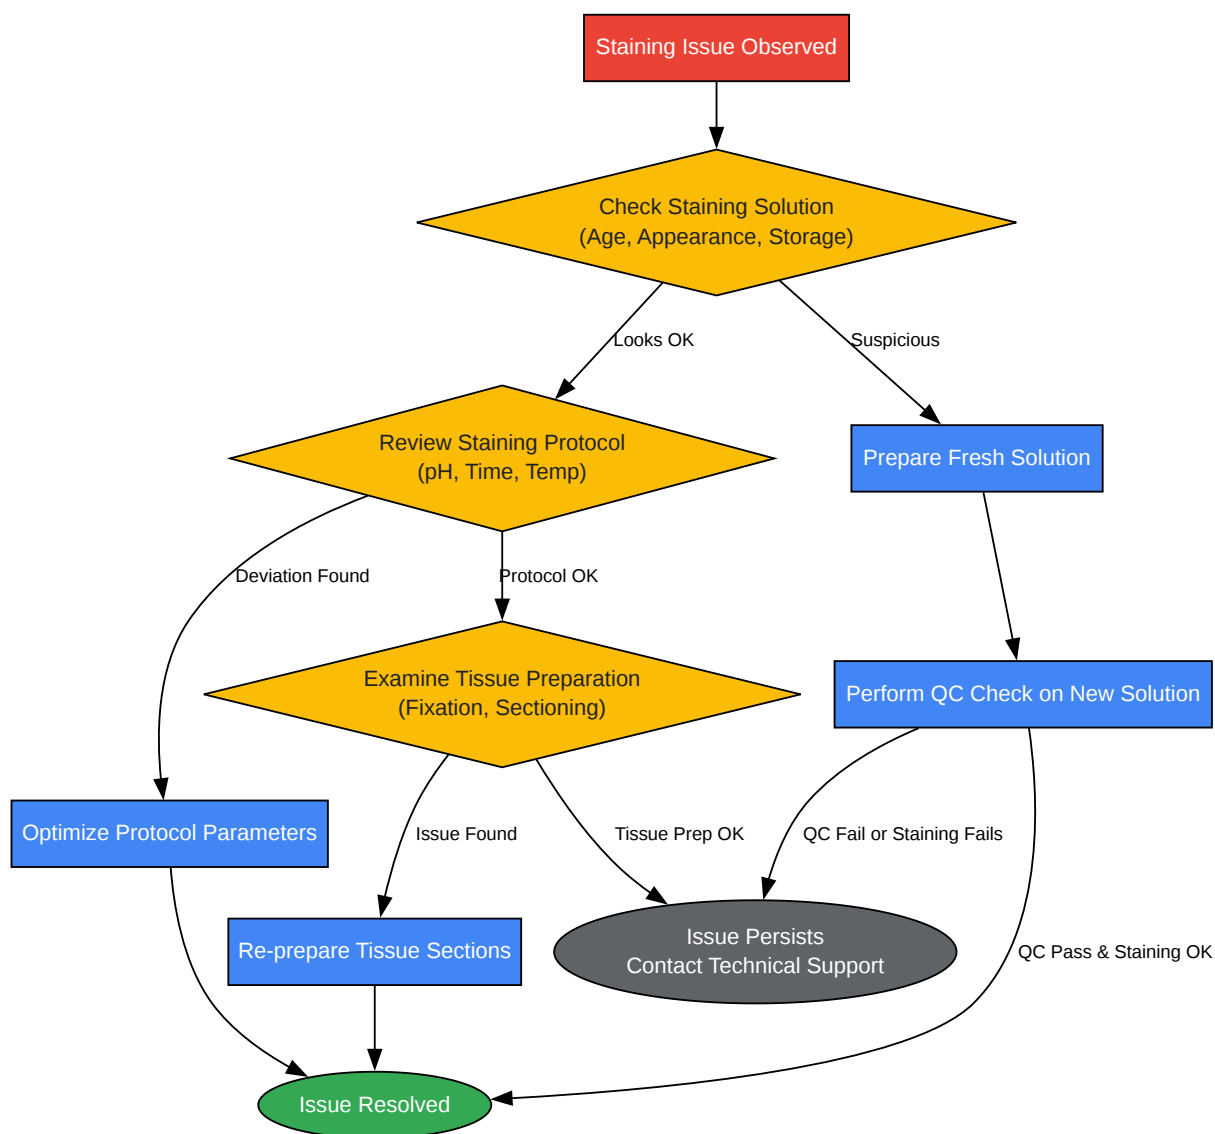 Staining Issue Observed
Check Staining Solution
(Age, Appearance, Storage)
Looks OK
Suspicious
Review Staining Protocol
(pH, Time, Temp)
Prepare Fresh Solution
Deviation Found
Protocol OK
Examine Tissue Preparation
(Fixation, Sectioning)
Perform QC Check on New Solution
Optimize Protocol Parameters
Issue Found
Tissue Prep OK
QC Fail or Staining Fails
Re-prepare Tissue Sections
Issue Persists
Contact Technical Support
QC Pass & Staining OK
Issue Resolved